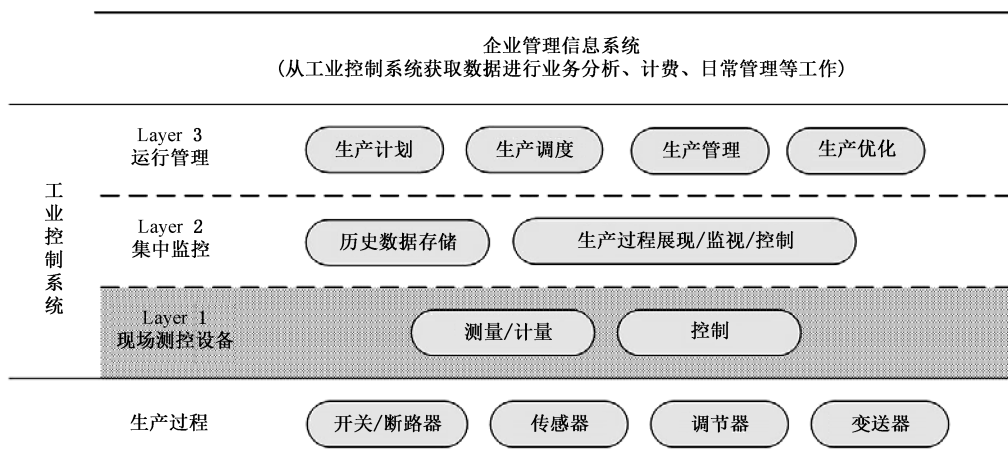 企业管理信息系统
(从工业控制系统获取数据进行业务分析、计费、日常管理等工作)
工业控制系统
Layer 3
运行管理
生产计划
生产调度
生产管理
生产优化
Layer 2
集中监控
历史数据存储
生产过程展现/监视/控制
Layer 1
现场测控设备
测量/计量
控制
生产过程
开关/断路器
传感器
调节器
变送器